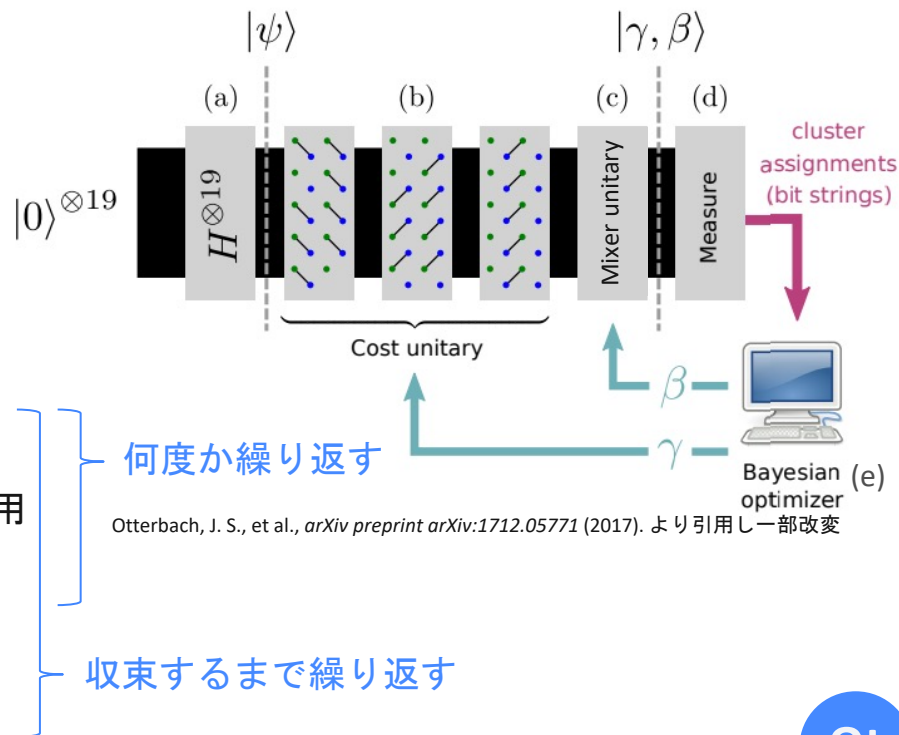 |ψ⟩ |γ, β⟩
(a) (b) (c) (d)
|0⟩⊗19
H⊗19
Mixer unitary
Measure
cluster
assignments
(bit strings)
Cost unitary
β
γ
Bayesian (e)
optimizer
何度か繰り返す
用
Otterbach, J. S., et al., arXiv preprint arXiv:1712.05771 (2017). より引用し一部改変
収束するまで繰り返す